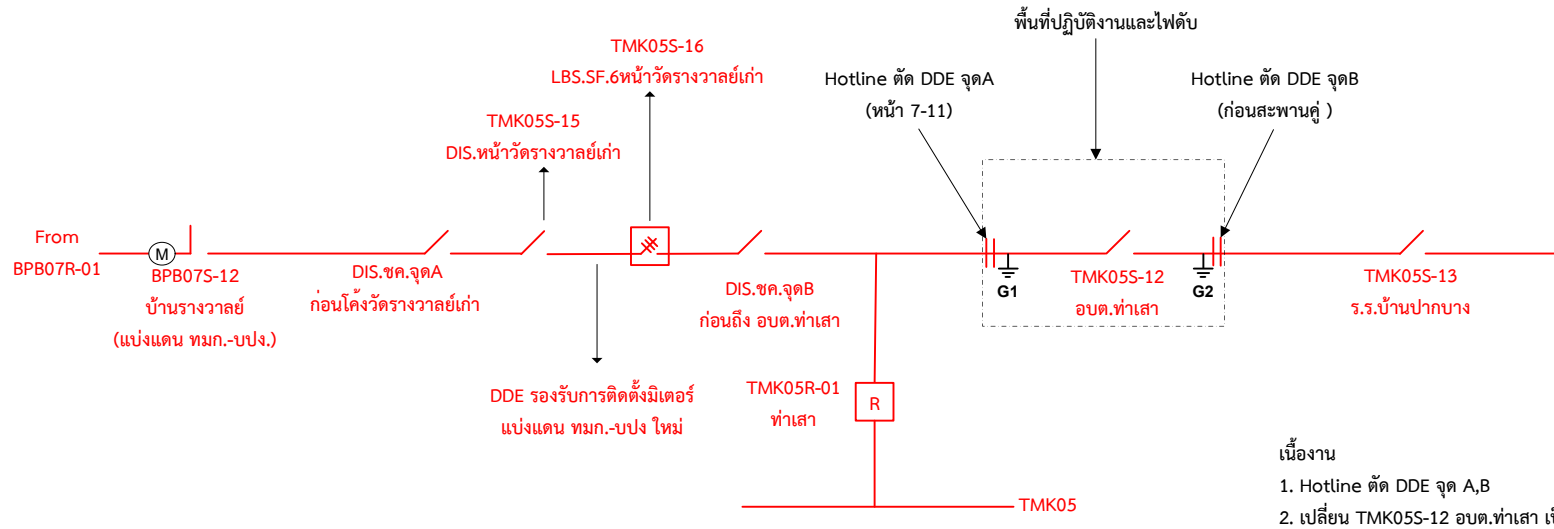 พื้นที่ปฏิบัติงานและไฟดับ
TMK05S-16
LBS.SF.6หน้าวัดรางวาลย์เก่า
Hotline ตัด DDE จุดA
(หน้า 7-11)
Hotline ตัด DDE จุดB
(ก่อนสะพานคู่ )
TMK05S-15
DIS.หน้าวัดรางวาลย์เก่า
From
BPB07R-01
M
BPB07S-12
บ้านรางวาลย์
(แบ่งแดน ทมก.-บปง.)
DIS.ชค.จุดA
ก่อนโค้งวัดรางวาลย์เก่า
DIS.ชค.จุดB
ก่อนถึง อบต.ท่าเสา
G1
TMK05S-12
อบต.ท่าเสา
G2
TMK05S-13
ร.ร.บ้านปากบาง
DDE รองรับการติดตั้งมิเตอร์
แบ่งแดน ทมก.-บปง ใหม่
TMK05R-01
ท่าเสา
R
TMK05
เนื้องาน
1. Hotline ตัด DDE จุด A,B
2. เปลี่ยน TMK05S-12 อบต.ท่าเสา